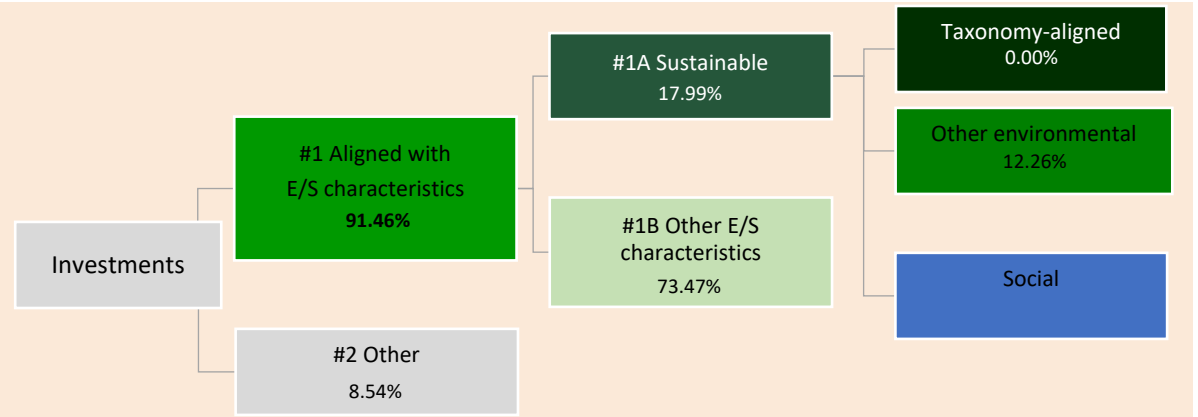 Investments
#1 Aligned with
E/S characteristics
91.46%
#2 Other
8.54%
#1A Sustainable
17.99%
#1B Other E/S
characteristics
73.47%
Taxonomy-aligned
0.00%
Other environmental
12.26%
Social